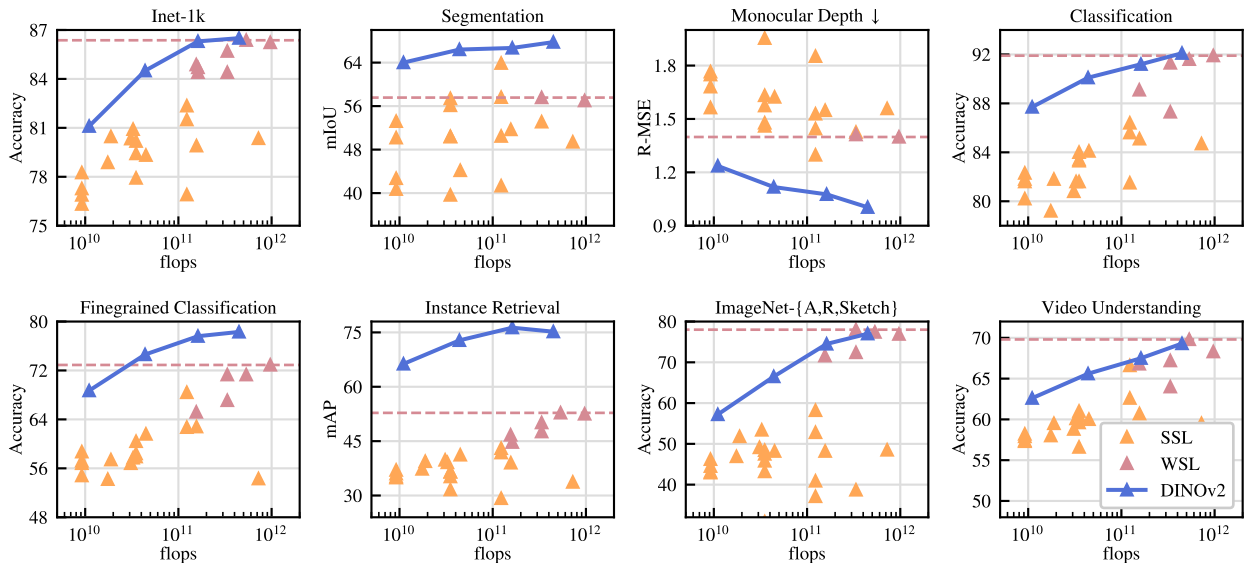 Inet-1k
Accuracy
87
84
81
78
75
10^10
10^11
10^12
flops
Segmentation
mIoU
64
56
48
40
10^10
10^11
10^12
flops
Monocular Depth ↓
R-MSE
1.8
1.5
1.2
0.9
10^10
10^11
10^12
flops
Classification
Accuracy
92
88
84
80
10^10
10^11
10^12
flops
Finegrained Classification
Accuracy
80
72
64
56
48
10^10
10^11
10^12
flops
Instance Retrieval
mAP
75
60
45
30
10^10
10^11
10^12
flops
ImageNet-{A,R,Sketch}
Accuracy
80
70
60
50
40
10^10
10^11
10^12
flops
Video Understanding
Accuracy
70
65
60
55
50
10^10
10^11
10^12
flops
SSL
WSL
DINOv2